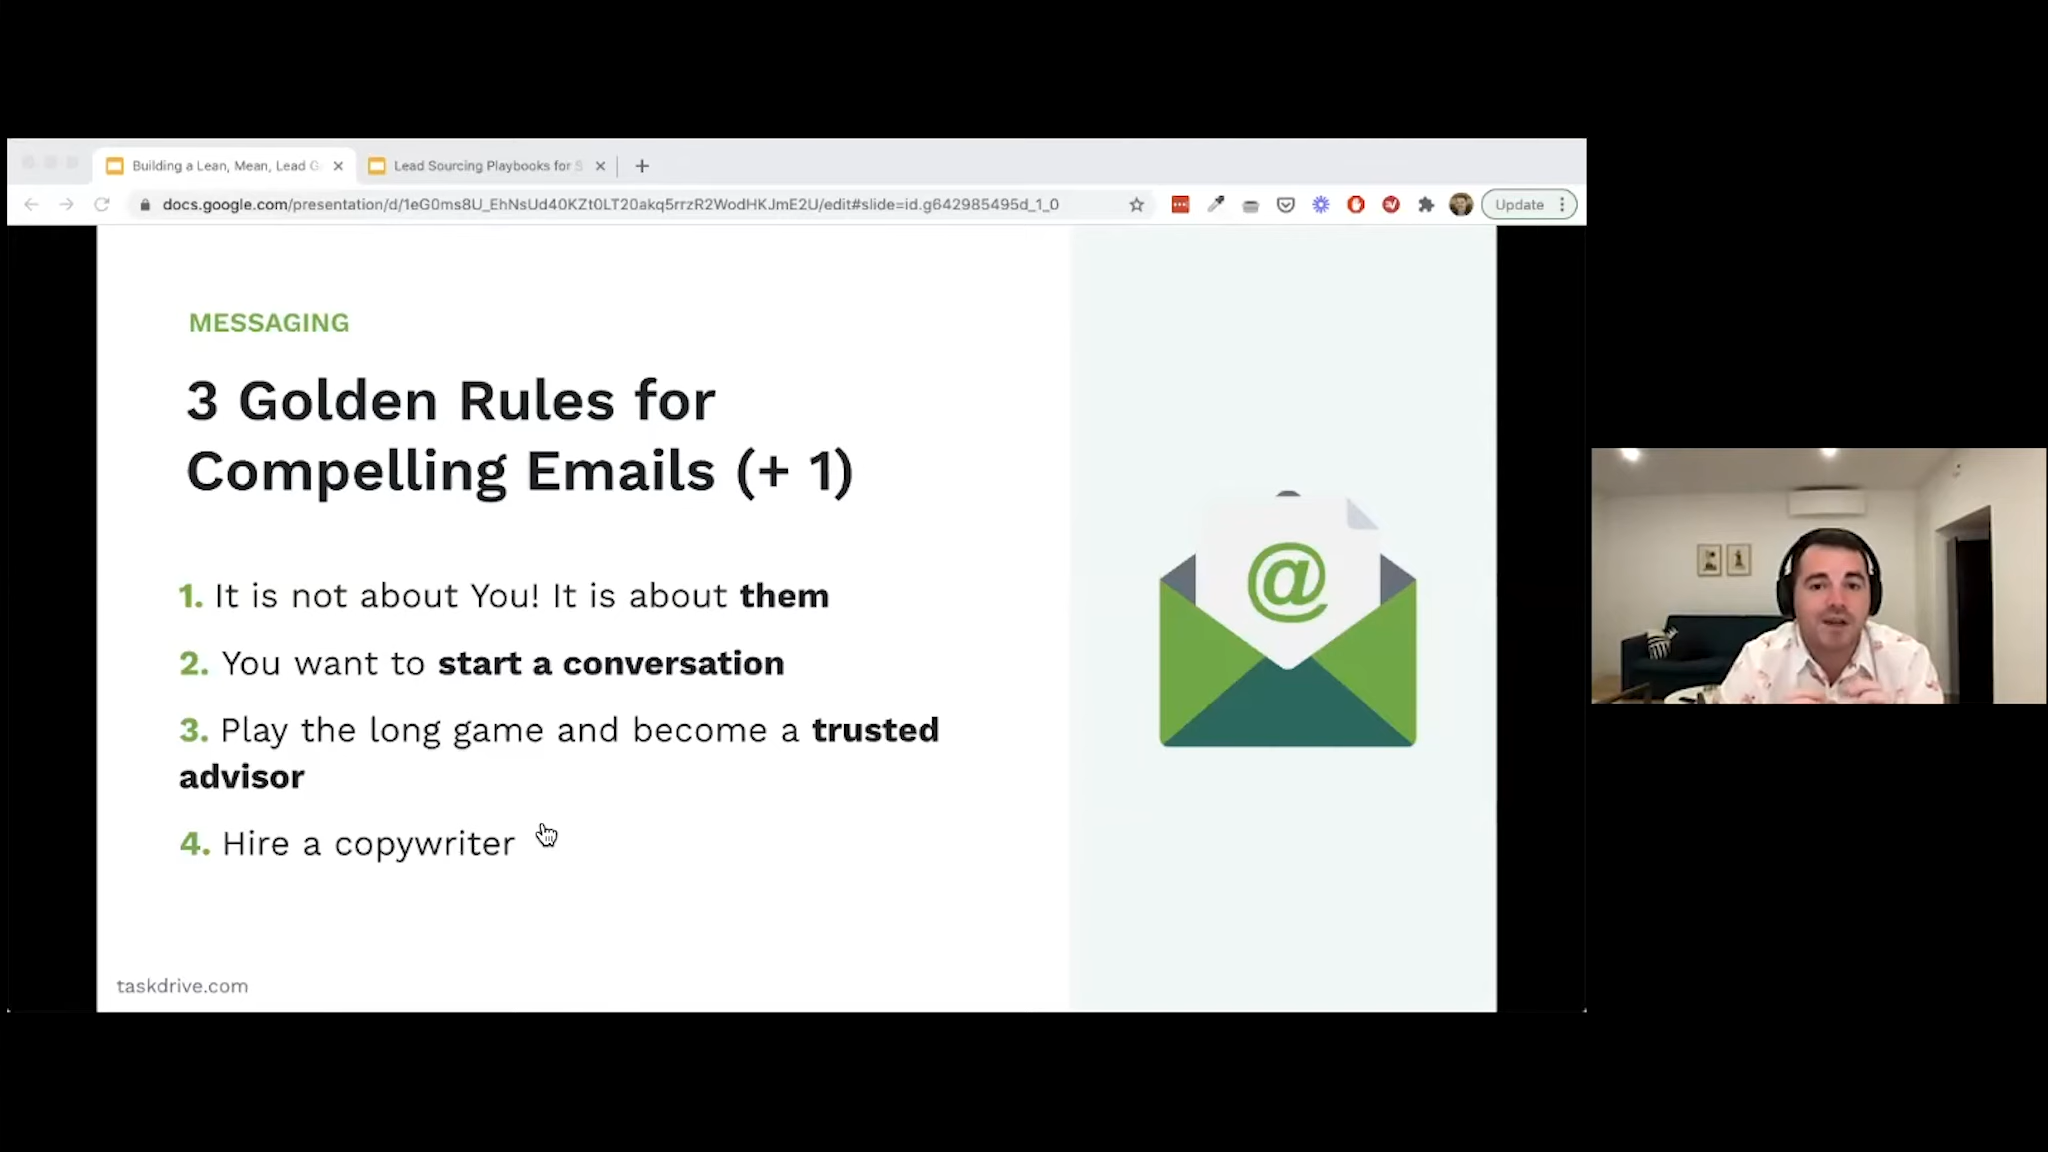 Building a Lean, Mean, Lead G
Lead Sourcing Playbooks for S
docs.google.com/presentation/d/1eG0ms8U_EhNsUd40KZt0LT20akq5rrzR2WodHKJmE2U/edit#slide=id.g642985495d_1_0
Update
MESSAGING
3 Golden Rules for
Compelling Emails (+ 1)
@
1. It is not about You! It is about them
2. You want to start a conversation
3. Play the long game and become a trusted
advisor
4. Hire a copywriter
taskdrive.com